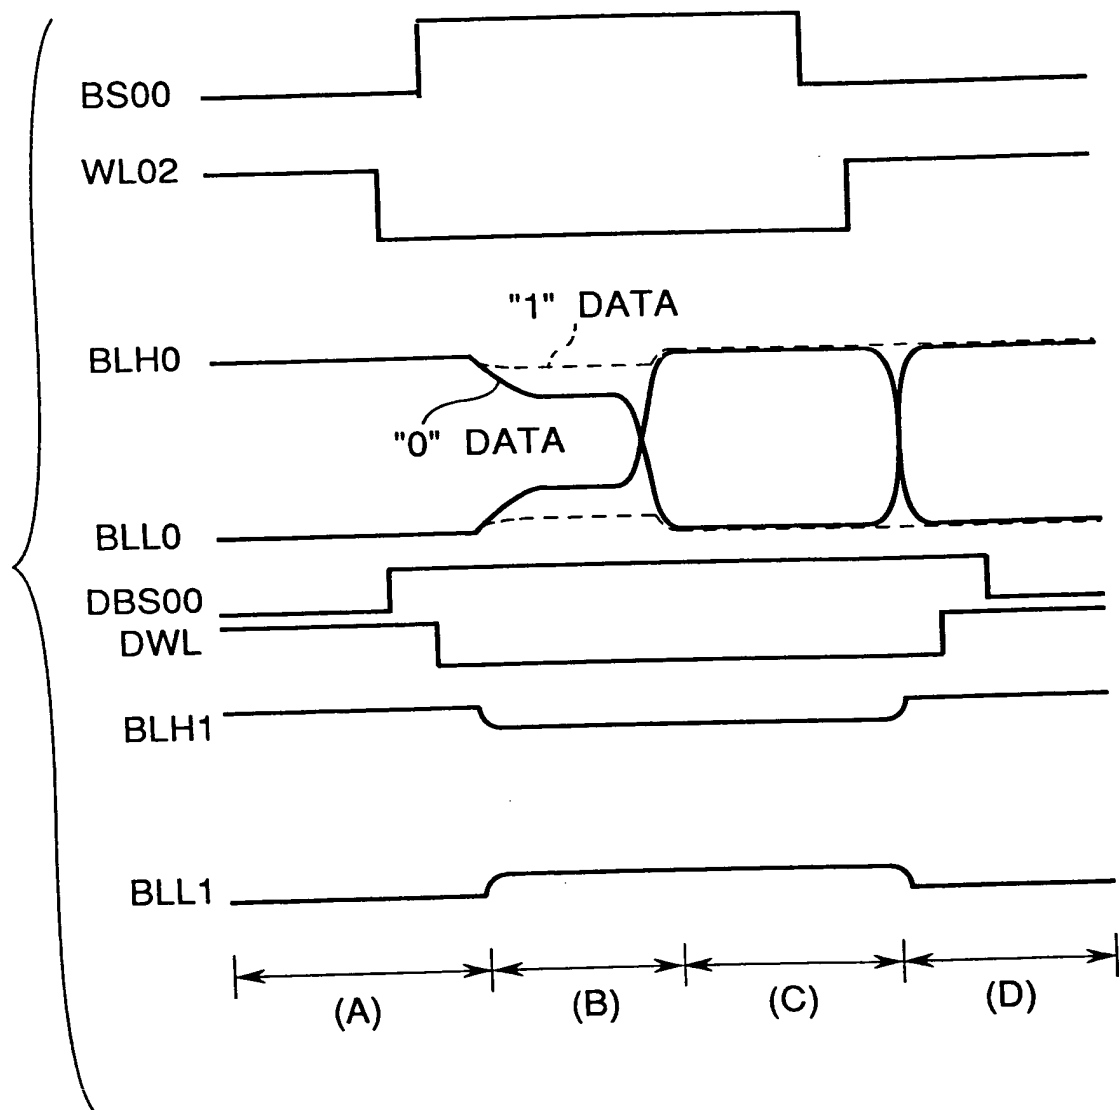 BS00
WL02
"1" DATA
BLH0
"0" DATA
BLL0
DBS00
DWL
BLH1
BLL1
(A) (B) (C) (D)